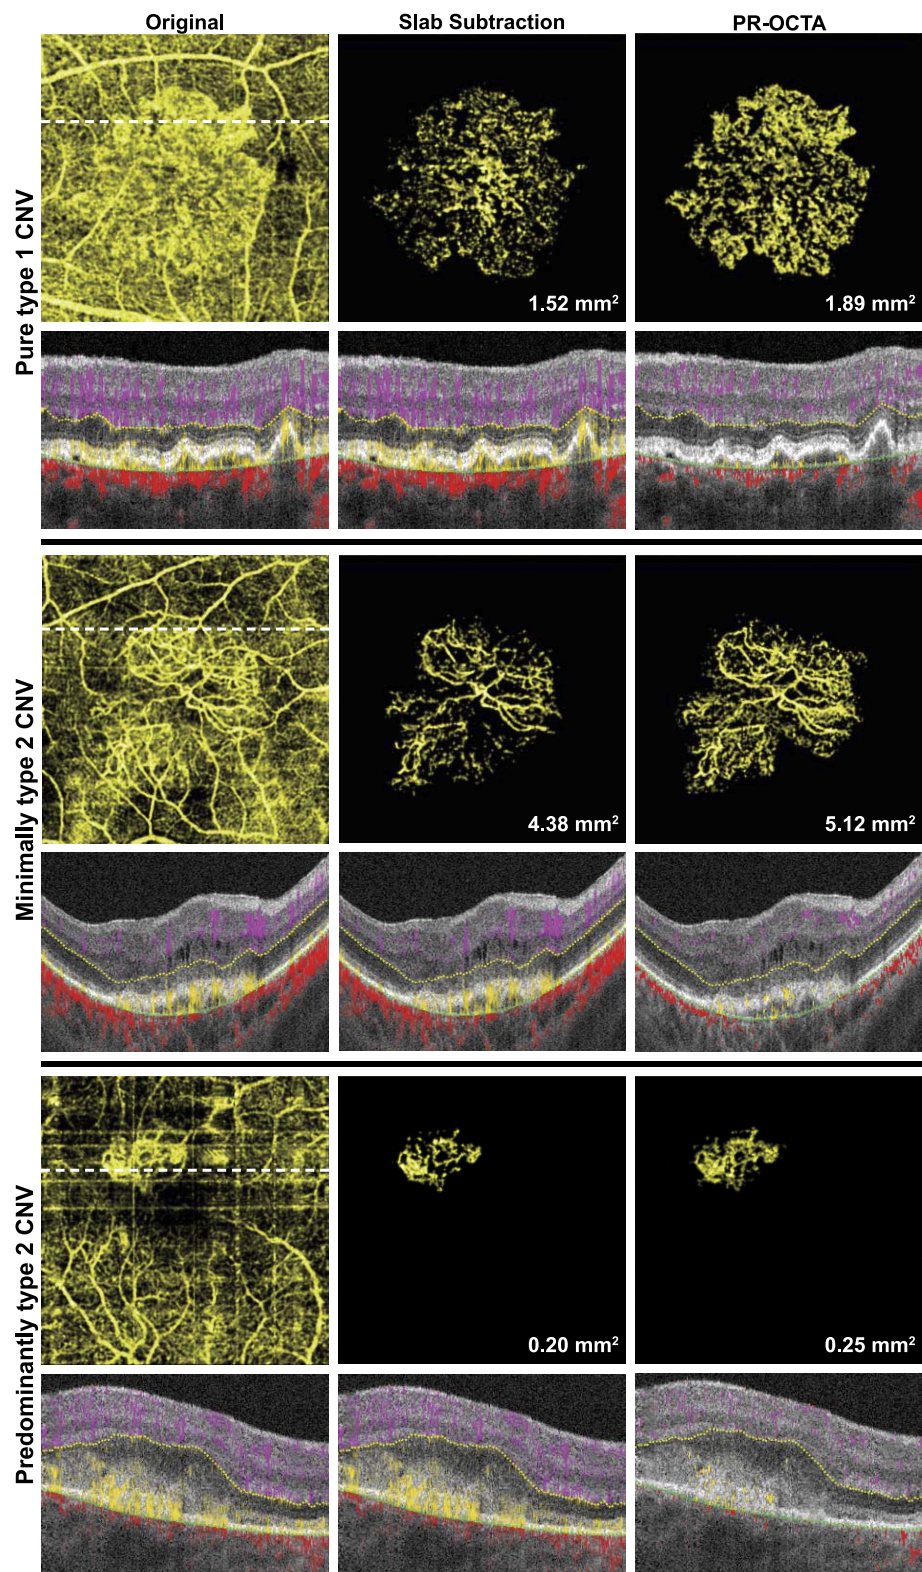 Original
Slab Subtraction
PR-OCTA
Pure type 1 CNV
1.52 mm²
1.89 mm²
Minimally type 2 CNV
4.38 mm²
5.12 mm²
Predominantly type 2 CNV
0.20 mm²
0.25 mm²